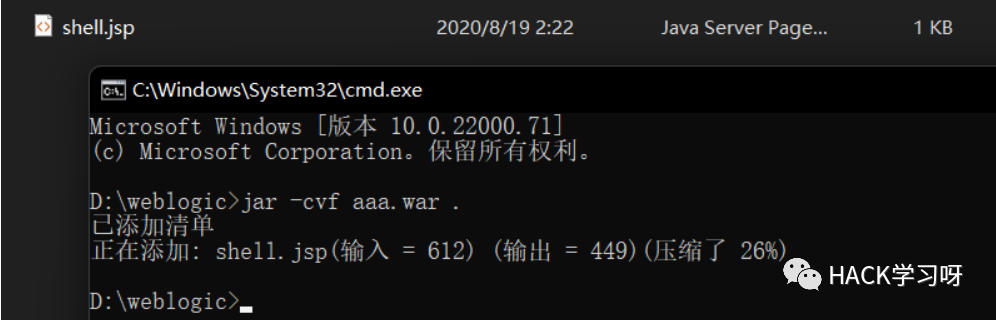 shell.jsp 2020/8/19 2:22 Java Server Page... 1 KB
C:\Windows\System32\cmd.exe
Microsoft Windows [版本 10.0.22000.71]
(c) Microsoft Corporation。保留所有权利。
D:\weblogic>jar -cvf aaa.war .
已添加清单
正在添加: shell.jsp(输入 = 612) (输出 = 449)(压缩了 26%)
HACK学习呀
D:\weblogic>